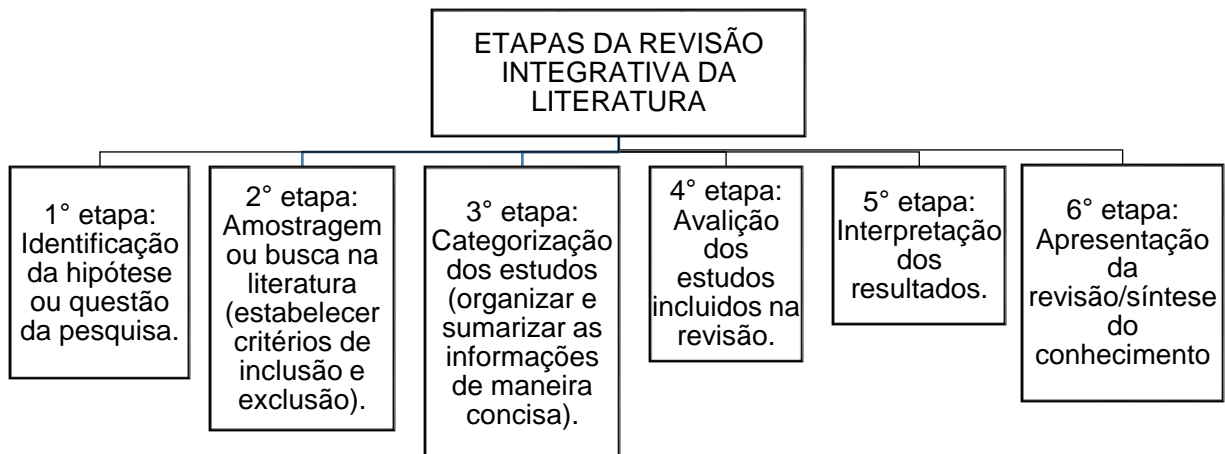 ETAPAS DA REVISÃO
INTEGRATIVA DA
LITERATURA
1° etapa:
Identificação
da hipótese
ou questão
da pesquisa.
2° etapa:
Amostragem
ou busca na
literatura
(estabelecer
critérios de
inclusão e
exclusão).
3° etapa:
Categorização
dos estudos
(organizar e
sumarizar as
informações
de maneira
concisa).
4° etapa:
Avalição
dos
estudos
incluidos na
revisão.
5° etapa:
Interpretação
dos
resultados.
6° etapa:
Apresentação
da
revisão/síntese
do
conhecimento